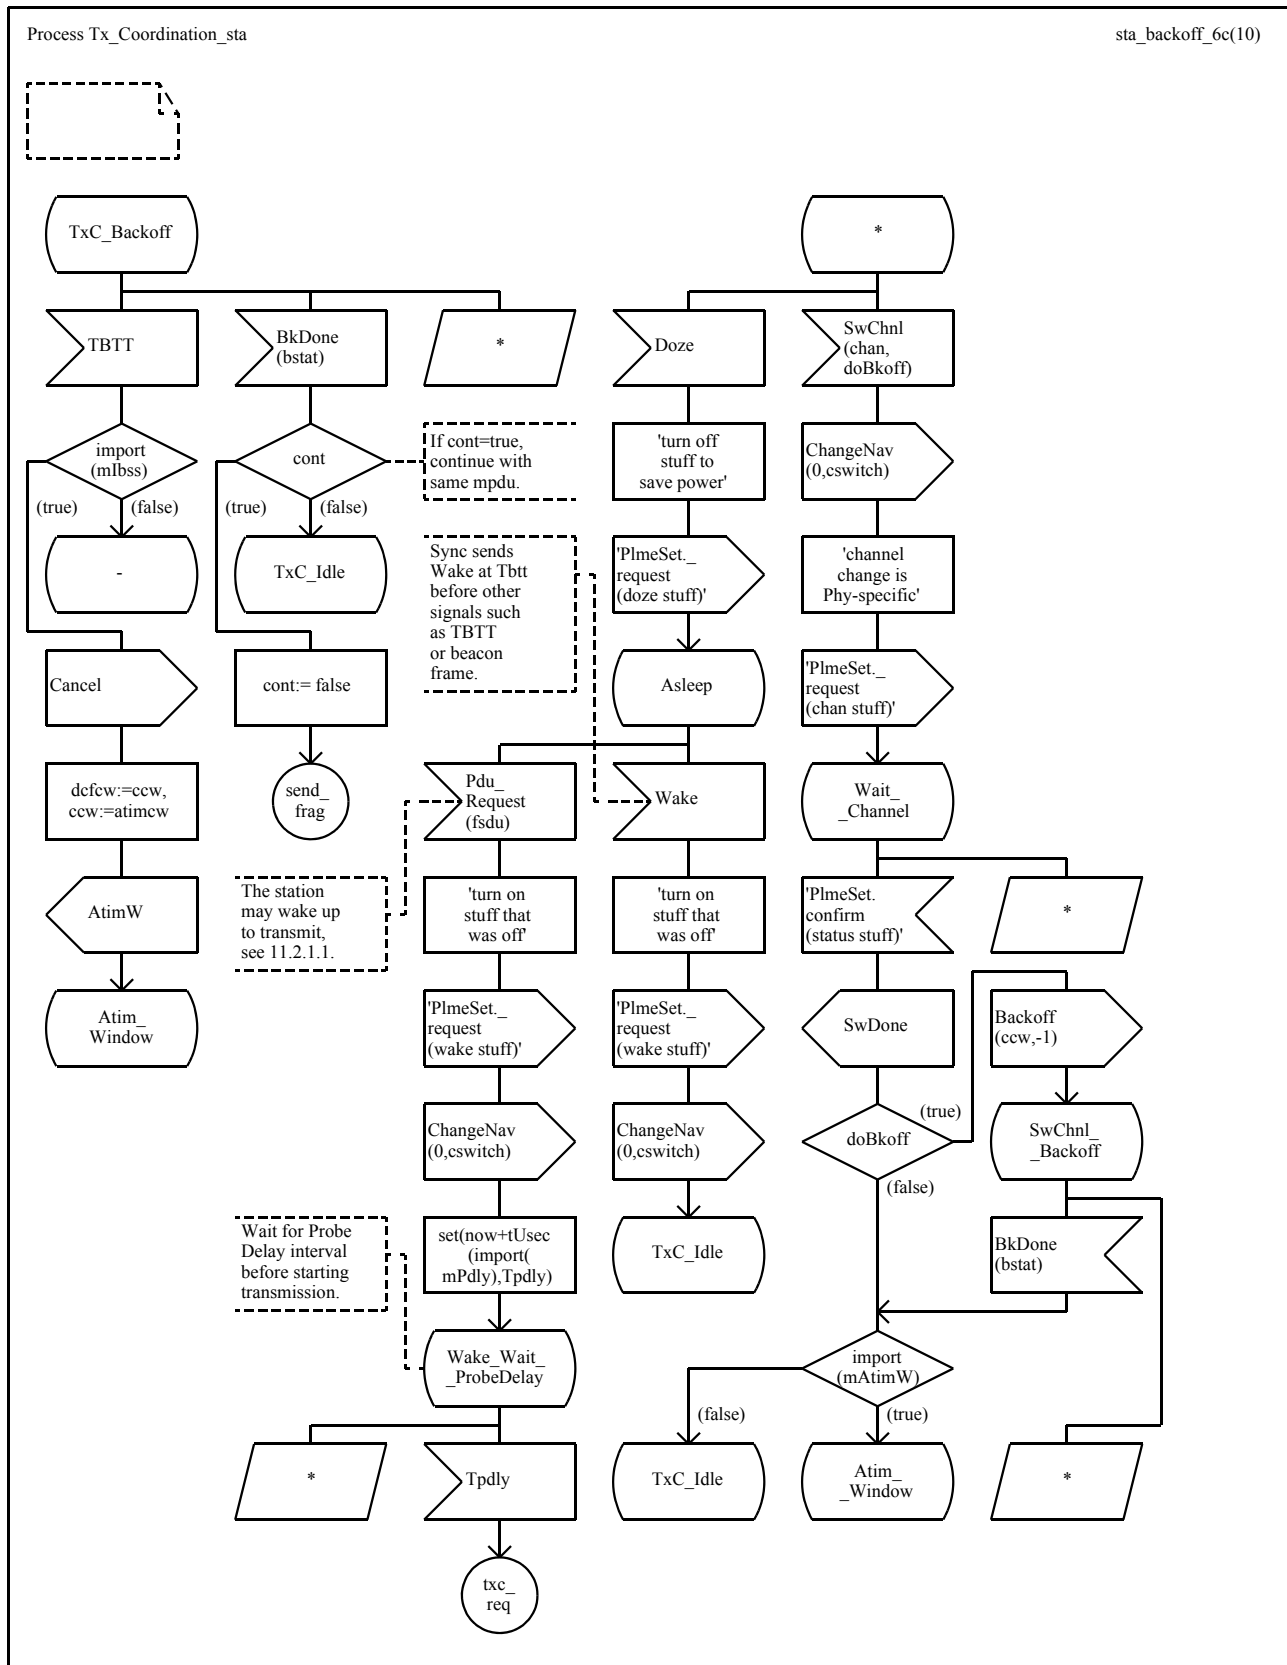 Process Tx_Coordination_sta
sta_backoff_6c(10)
TxC_Backoff
*
TBTT
BkDone
(bstat)
*
Doze
SwChnl
(chan,
doBkoff)
import
(mIbss)
(true)
(false)
cont
(true)
(false)
If cont=true,
continue with
same mpdu.
'turn off
stuff to
save power'
ChangeNav
(0,cswitch)
-
TxC_Idle
Sync sends
Wake at Tbtt
before other
signals such
as TBTT
or beacon
frame.
'PlmeSet._
request
(doze stuff)'
'channel
change is
Phy-specific'
Cancel
cont:= false
Asleep
'PlmeSet._
request
(chan stuff)'
dcfcw:=ccw,
ccw:=atimcw
send_
frag
Pdu_
_Request
(fsdu)
Wake
Wait_
_Channel
AtimW
The station
may wake up
to transmit,
see 11.2.1.1.
'turn on
stuff that
was off'
'turn on
stuff that
was off'
'PlmeSet.
confirm
(status stuff)'
*
Atim_
_Window
'PlmeSet._
request
(wake stuff)'
'PlmeSet._
request
(wake stuff)'
SwDone
Backoff
(ccw,-1)
ChangeNav
(0,cswitch)
ChangeNav
(0,cswitch)
doBkoff
(true)
(false)
SwChnl_
_Backoff
Wait for Probe
Delay interval
before starting
transmission.
set(now+tUsec
(import(
mPdly),Tpdly)
TxC_Idle
BkDone
(bstat)
Wake_Wait_
_ProbeDelay
import
(mAtimW)
(false)
(true)
*
Tpdly
TxC_Idle
Atim_
_Window
*
txc_
req